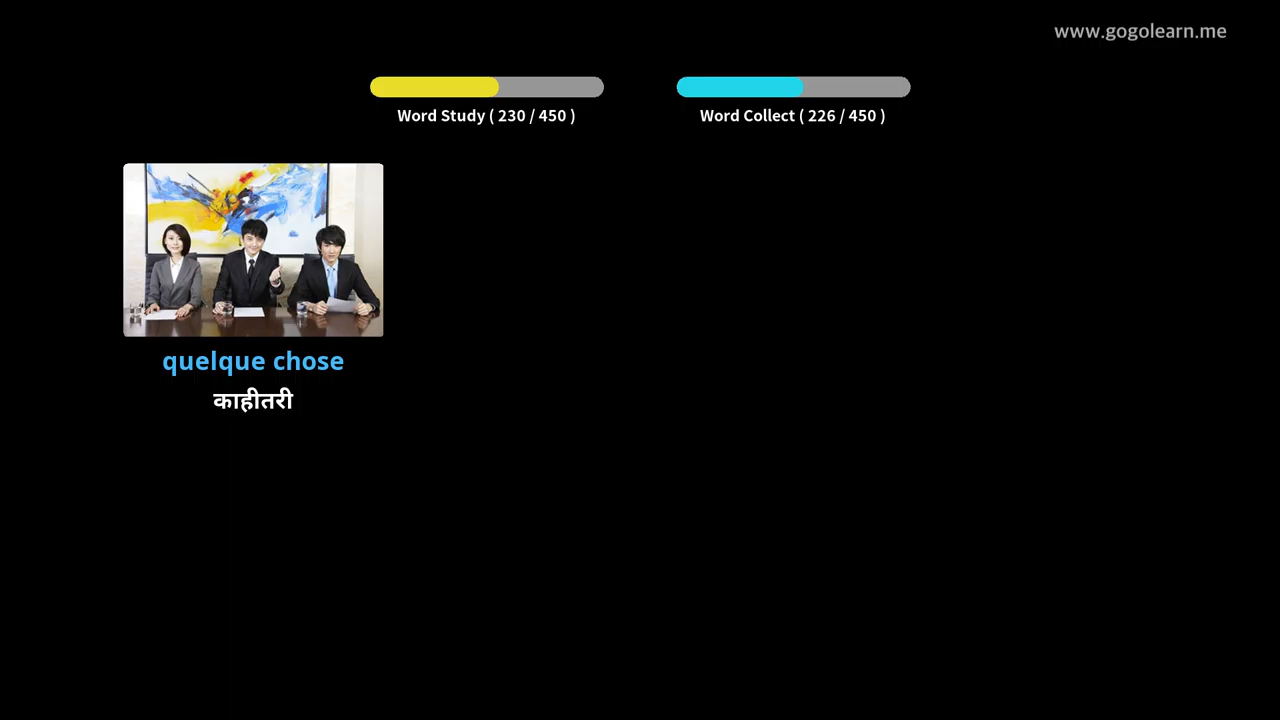 www.gogolearn.me
Word Study ( 230 / 450 )
Word Collect ( 226 / 450 )
quelque chose
काहीतरी